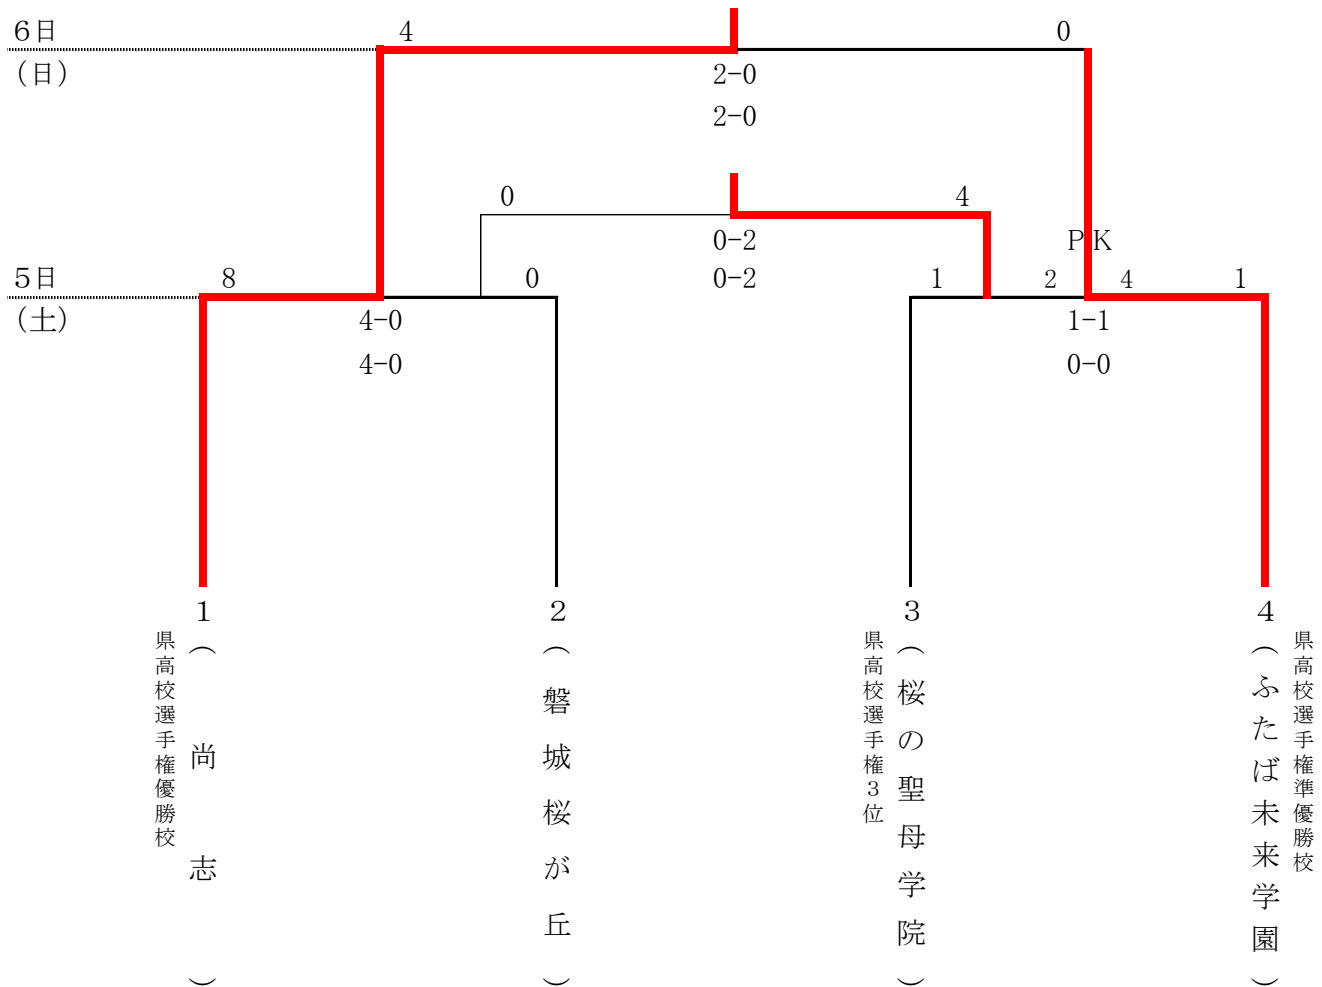 ６日
4
0
（日）
2-0
2-0
0
4
0-2
ＰＫ
５日
8
0
0-2
1
2
4
1
（土）
4-0
1-1
4-0
0-0
1
2
3
4
県高校選手権優勝校
（尚志）
（磐城桜が丘）
県高校選手権３位
（桜の聖母学院）
（ふたば未来学園）
県高校選手権準優勝校